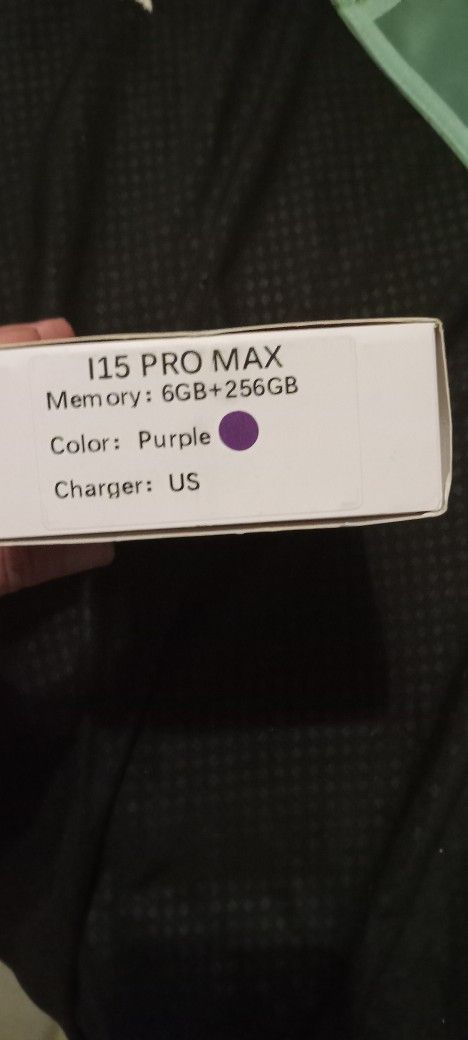 I15 PRO MAX
Memory: 6GB+256GB
Color: Purple
Charger: US